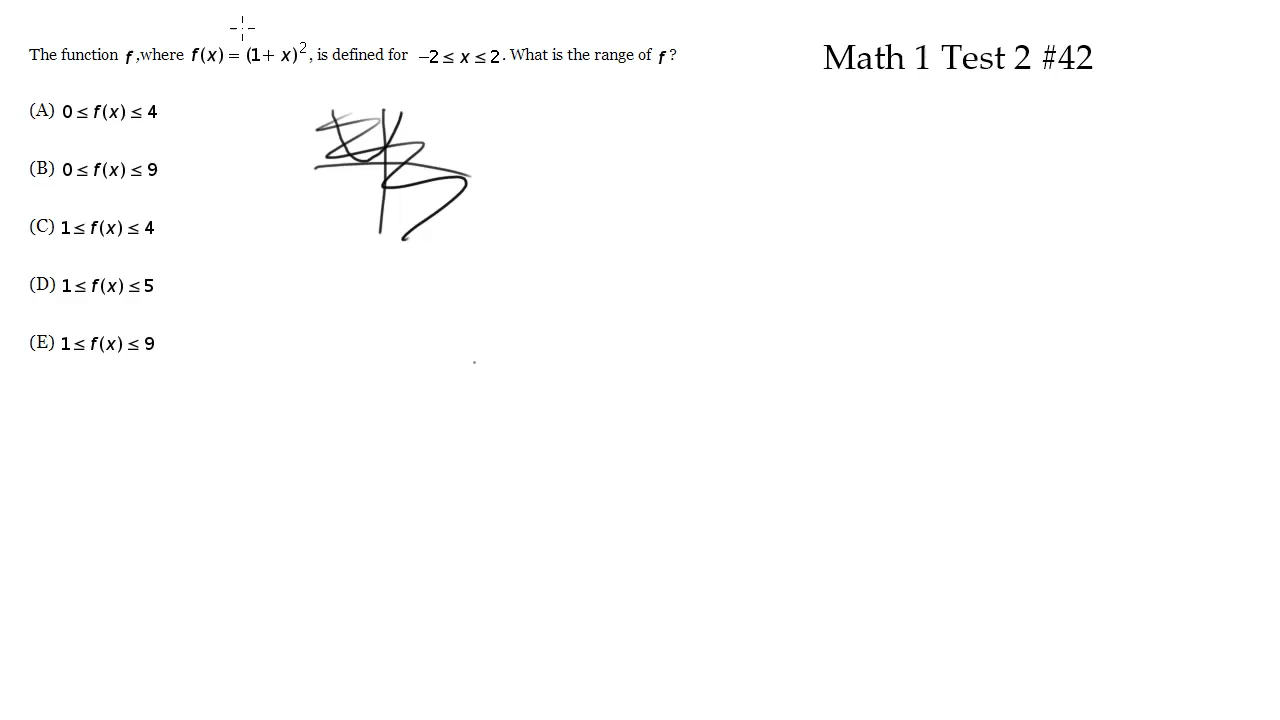 The function f,where f(x) = (1+ x)², is defined for −2 ≤ x ≤ 2. What is the range of f ?
Math 1 Test 2 #42
(A) 0 ≤ f(x) ≤ 4
(B) 0 ≤ f(x) ≤ 9
(C) 1 ≤ f(x) ≤ 4
(D) 1 ≤ f(x) ≤ 5
(E) 1 ≤ f(x) ≤ 9